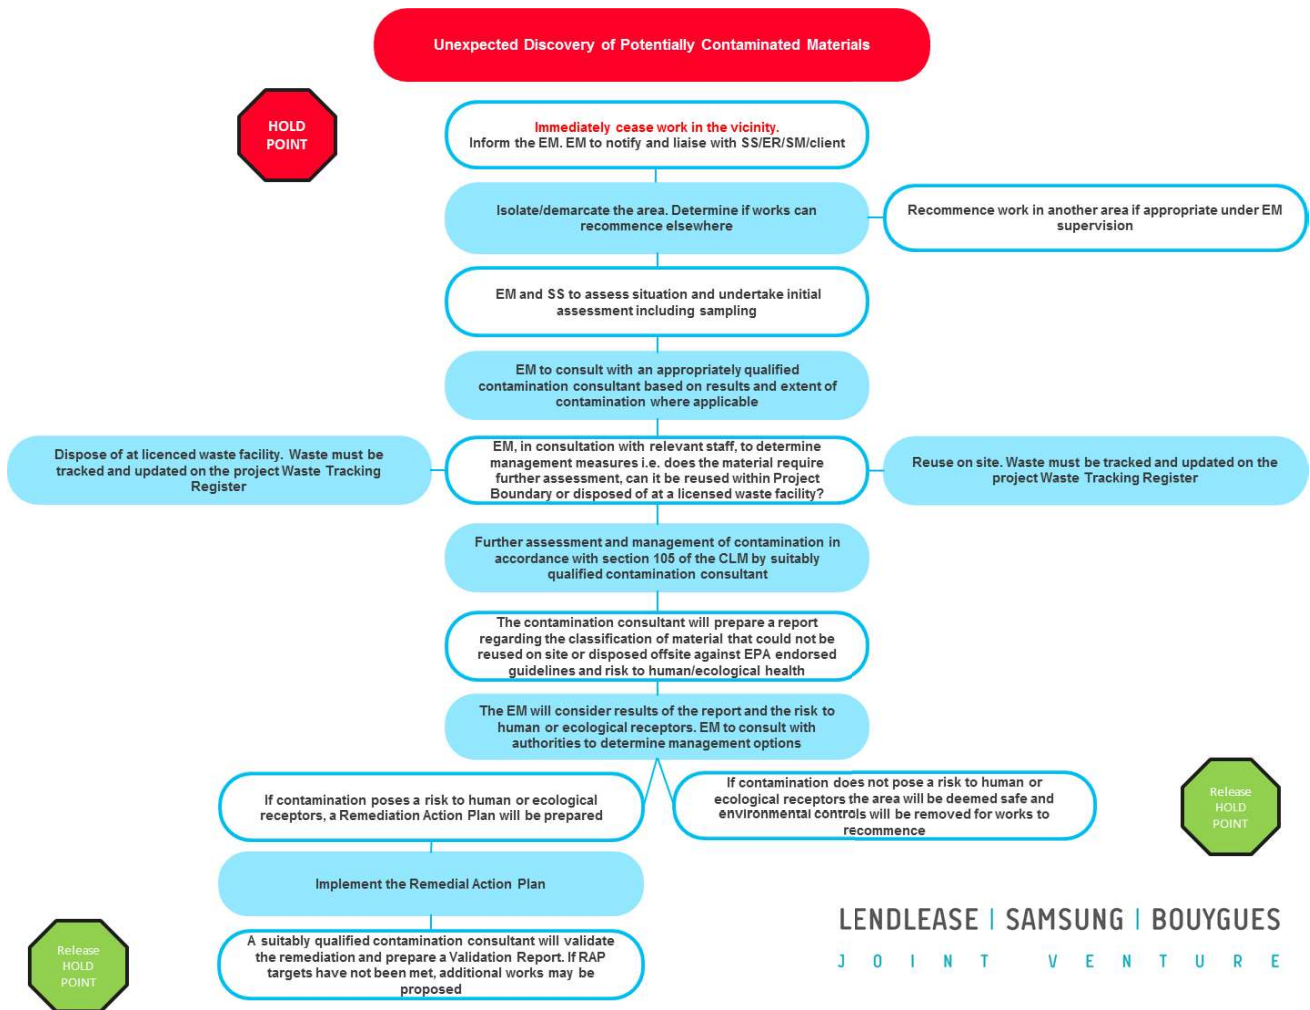 Unexpected Discovery of Potentially Contaminated Materials
HOLD
POINT
Immediately cease work in the vicinity.
Inform the EM. EM to notify and liaise with SS/ER/SM/client
Isolate/demarcate the area. Determine if works can
recommence elsewhere
Recommence work in another area if appropriate under EM
supervision
EM and SS to assess situation and undertake initial
assessment including sampling
EM to consult with an appropriately qualified
contamination consultant based on results and extent of
contamination where applicable
Dispose of at licenced waste facility. Waste must be
tracked and updated on the project Waste Tracking
Register
EM, in consultation with relevant staff, to determine
management measures i.e. does the material require
further assessment, can it be reused within Project
Boundary or disposed of at a licensed waste facility?
Reuse on site. Waste must be tracked and updated on the
project Waste Tracking Register
Further assessment and management of contamination in
accordance with section 105 of the CLM by suitably
qualified contamination consultant
The contamination consultant will prepare a report
regarding the classification of material that could not be
reused on site or disposed offsite against EPA endorsed
guidelines and risk to human/ecological health
The EM will consider results of the report and the risk to
human or ecological receptors. EM to consult with
authorities to determine management options
If contamination poses a risk to human or ecological
receptors, a Remediation Action Plan will be prepared
If contamination does not pose a risk to human or
ecological receptors the area will be deemed safe and
environmental controls will be removed for works to
recommence
Release
HOLD
POINT
Implement the Remedial Action Plan
A suitably qualified contamination consultant will validate
the remediation and prepare a Validation Report. If RAP
targets have not been met, additional works may be
proposed
Release
HOLD
POINT
LENDLEASE | SAMSUNG | BOUYGUES
JOINT VENTURE